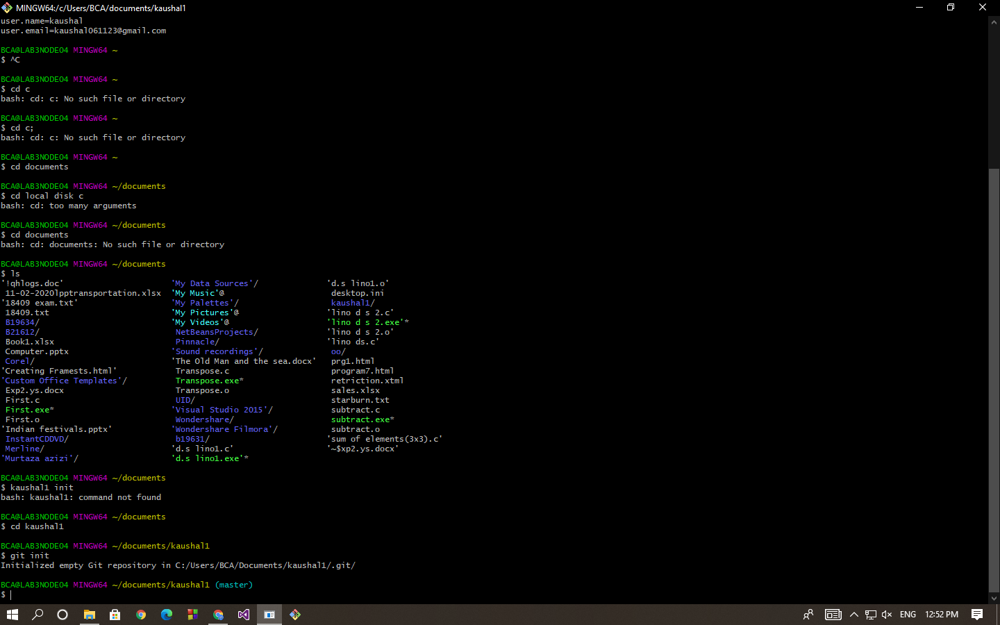 MINGW64:/c/Users/BCA/documents/kaushal1
user.name=kaushal
user.email=kaushal061123@gmail.com
BCA@LAB3NODE04 MINGW64 ~
$ ^C
BCA@LAB3NODE04 MINGW64 ~
$ cd c
bash: cd: c: No such file or directory
BCA@LAB3NODE04 MINGW64 ~
$ cd c;
bash: cd: c: No such file or directory
BCA@LAB3NODE04 MINGW64 ~
$ cd documents
BCA@LAB3NODE04 MINGW64 ~/documents
$ cd local disk c
bash: cd: too many arguments
BCA@LAB3NODE04 MINGW64 ~/documents
$ cd documents
bash: cd: documents: No such file or directory
BCA@LAB3NODE04 MINGW64 ~/documents
$ ls
'!qhlogs.doc' 'My Data Sources'/ 'd.s lino1.o'
11-02-2020lpptransportation.xlsx 'My Music'@ desktop.ini
'18409 exam.txt' 'My Palettes'/ kaushal1/
18409.txt 'My Pictures'@ 'lino d s 2.c'
B19634/ 'My Videos'@ 'lino d s 2.exe'*
B21612/ NetBeansProjects/ 'lino d s 2.o'
Book1.xlsx Pinnacle/ 'lino ds.c'
Computer.pptx 'Sound recordings'/ oo/
Corel/ 'The Old Man and the sea.docx' prg1.html
'Creating Framests.html' Transpose.c program7.html
'Custom Office Templates'/ Transpose.exe* retriction.xtml
Exp2.ys.docx Transpose.o sales.xlsx
First.c UID/ starburn.txt
First.exe* 'Visual Studio 2015'/ subtract.c
First.o Wondershare/ subtract.exe*
'Indian festivals.pptx' 'Wondershare Filmora'/ subtract.o
InstantCDDVD/ b19631/ 'sum of elements(3x3).c'
Merline/ 'd.s lino1.c' '~$xp2.ys.docx'
'Murtaza azizi'/ 'd.s lino1.exe'*
BCA@LAB3NODE04 MINGW64 ~/documents
$ kaushal1 init
bash: kaushal1: command not found
BCA@LAB3NODE04 MINGW64 ~/documents
$ cd kaushal1
BCA@LAB3NODE04 MINGW64 ~/documents/kaushal1
$ git init
Initialized empty Git repository in C:/Users/BCA/Documents/kaushal1/.git/
BCA@LAB3NODE04 MINGW64 ~/documents/kaushal1 (master)
$
ENG 12:52 PM